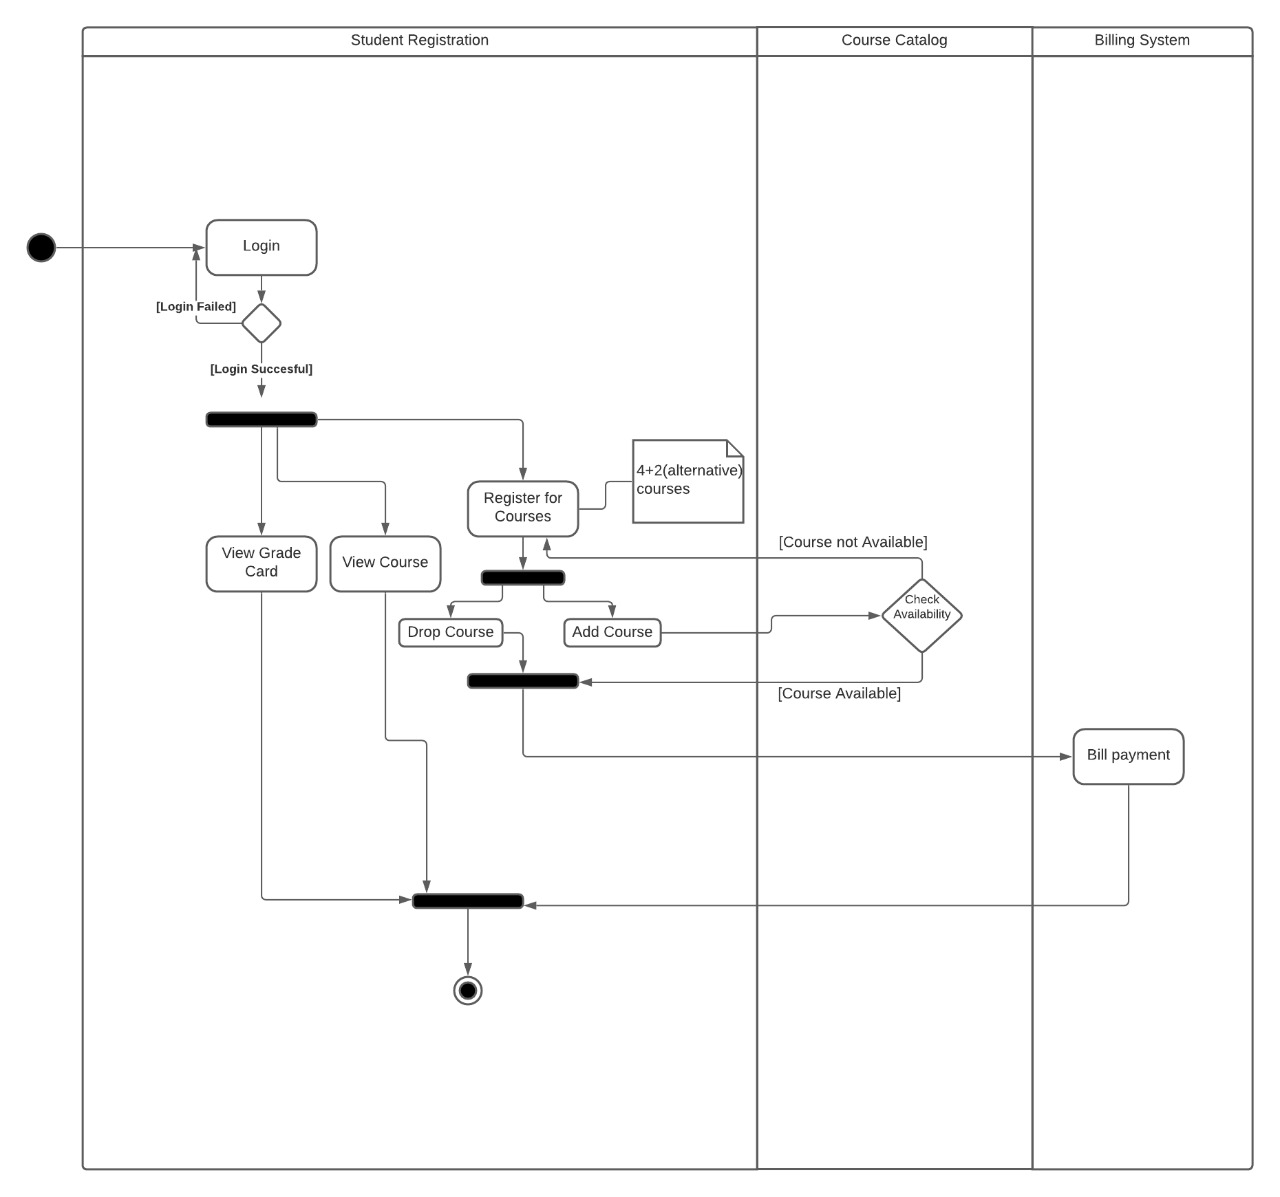 Student Registration
Course Catalog
Billing System
Login
[Login Failed]
[Login Succesful]
4+2(alternative)
courses
Register for
Courses
[Course not Available]
View Grade
Card
View Course
Check
Availability
Drop Course
Add Course
[Course Available]
Bill payment